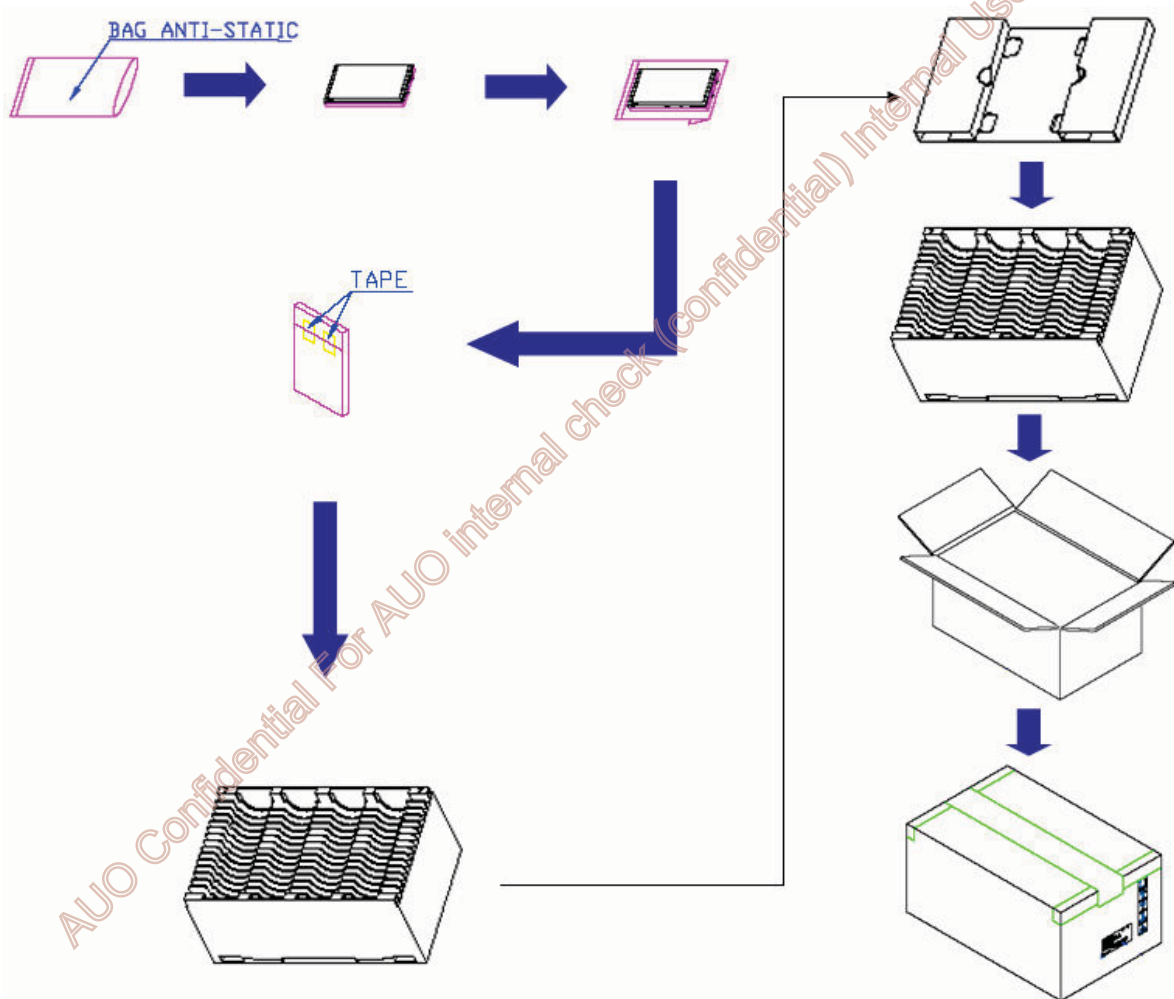 BAG ANTI-STATIC
TAPE
AUO Confidential For AUO internal check (confidential) Internal Use